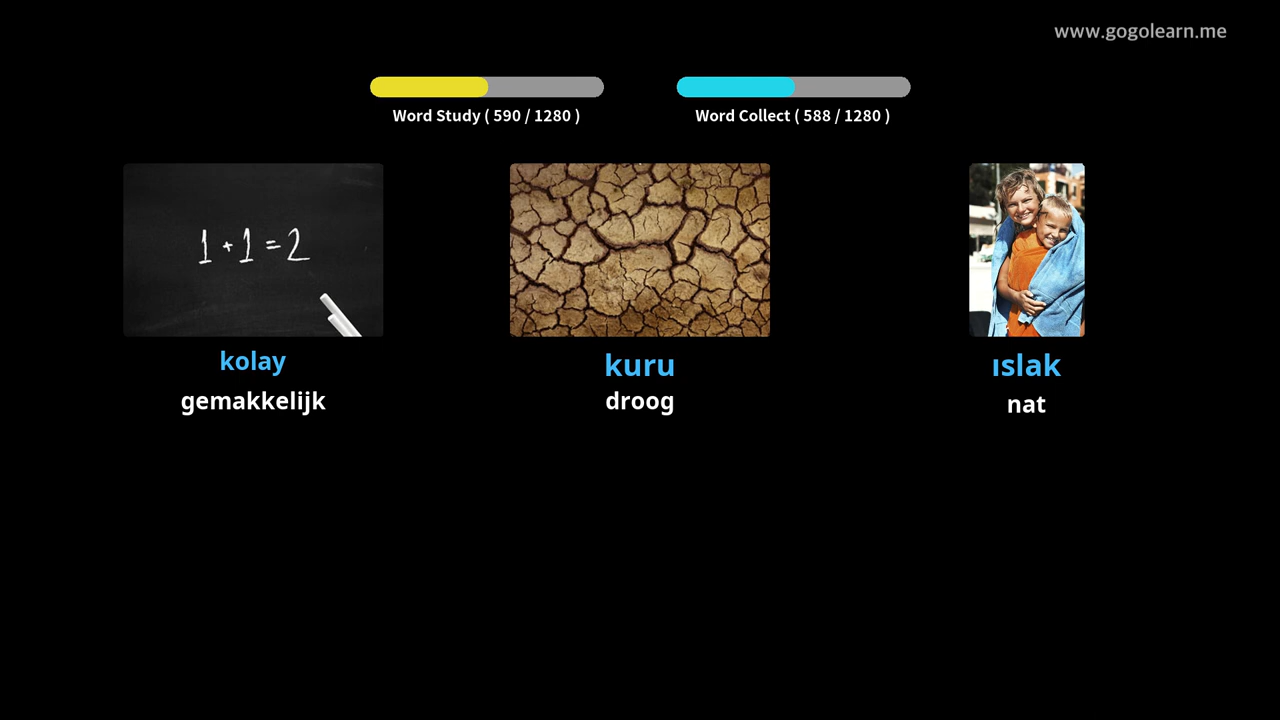 www.gogolearn.me
Word Study ( 590 / 1280 )
Word Collect ( 588 / 1280 )
1 + 1 = 2
kolay
kuru
ıslak
gemakkelijk
droog
nat